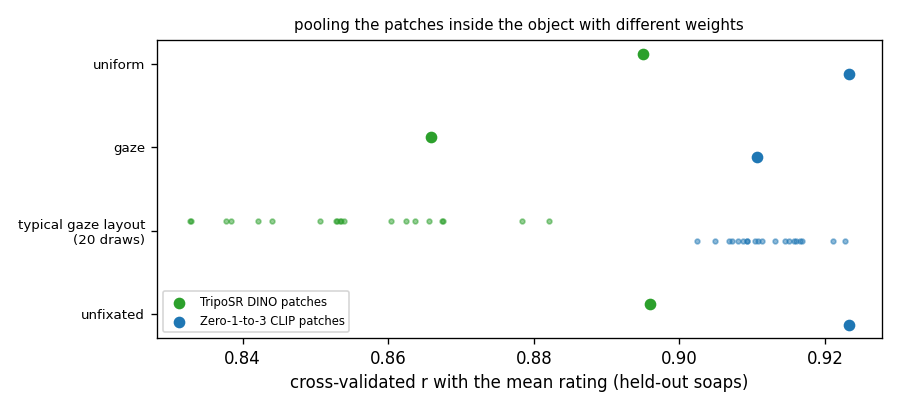 pooling the patches inside the object with different weights
uniform
gaze
typical gaze layout
(20 draws)
unfixated
TripoSR DINO patches
Zero-1-to-3 CLIP patches
0.84 0.86 0.88 0.90 0.92
cross-validated r with the mean rating (held-out soaps)